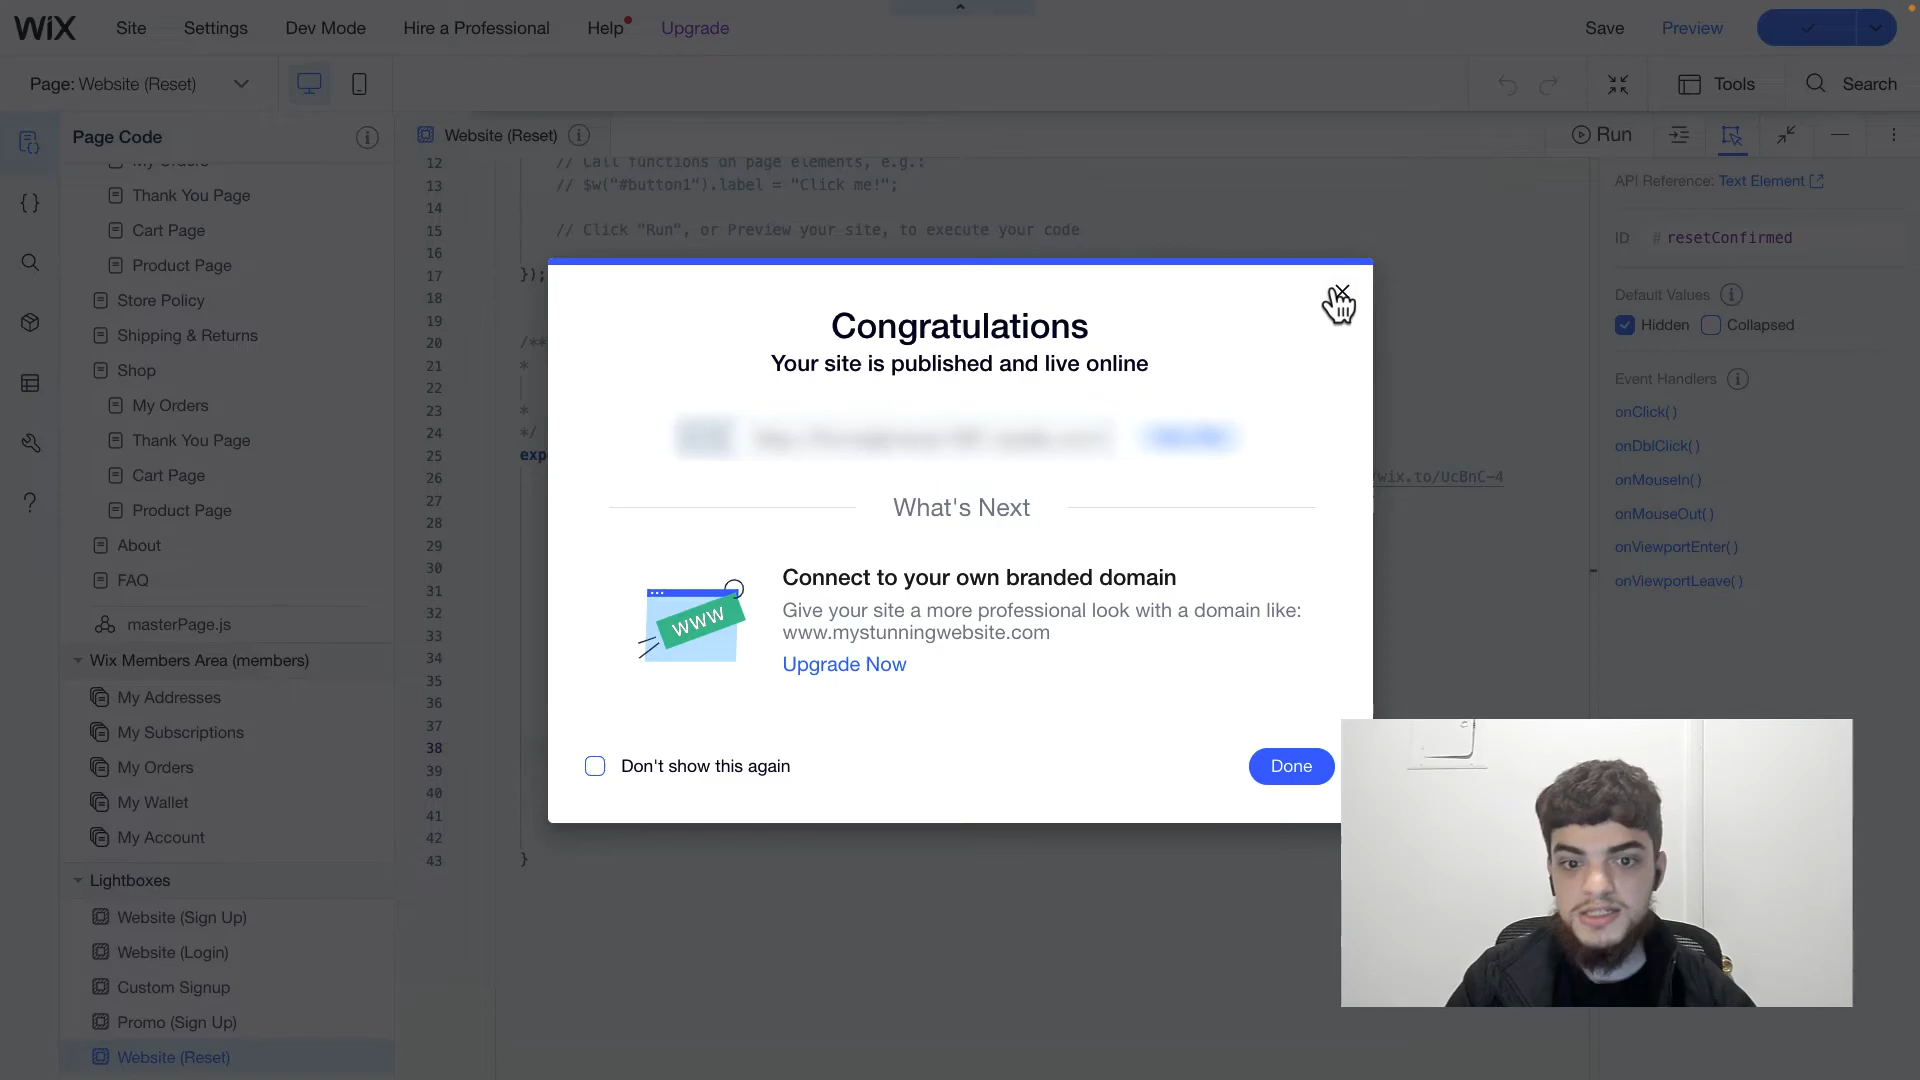 WiX Site Settings Dev Mode Hire a Professional Help Upgrade Save Preview
Page: Website (Reset) Tools Search
Page Code
My Orders
Thank You Page
Cart Page
Product Page
Store Policy
Shipping & Returns
Shop
My Orders
Thank You Page
Cart Page
Product Page
About
FAQ
masterPage.js
Wix Members Area (members)
My Addresses
My Subscriptions
My Orders
My Wallet
My Account
Lightboxes
Website (Sign Up)
Website (Login)
Custom Signup
Promo (Sign Up)
Website (Reset)
Website (Reset) Run
12 // Call functions on page elements, e.g.:
13 // $w("#button1").label = "Click me!";
14
15 // Click "Run", or Preview your site, to execute your code
16
17 });
18
19
20 /**
21 *
22
23 *
24 */
25 exp
26 /wix.to/UcBnC-4
27
28
29
30
31
32
33
34
35
36
37
38
39
40
41
42
43 }
Congratulations
Your site is published and live online
What's Next
www
Connect to your own branded domain
Give your site a more professional look with a domain like:
www.mystunningwebsite.com
Upgrade Now
Don't show this again
Done
API Reference: Text Element
ID # resetConfirmed
Default Values
Hidden Collapsed
Event Handlers
onClick()
onDblClick()
onMouseIn()
onMouseOut()
onViewportEnter()
onViewportLeave()